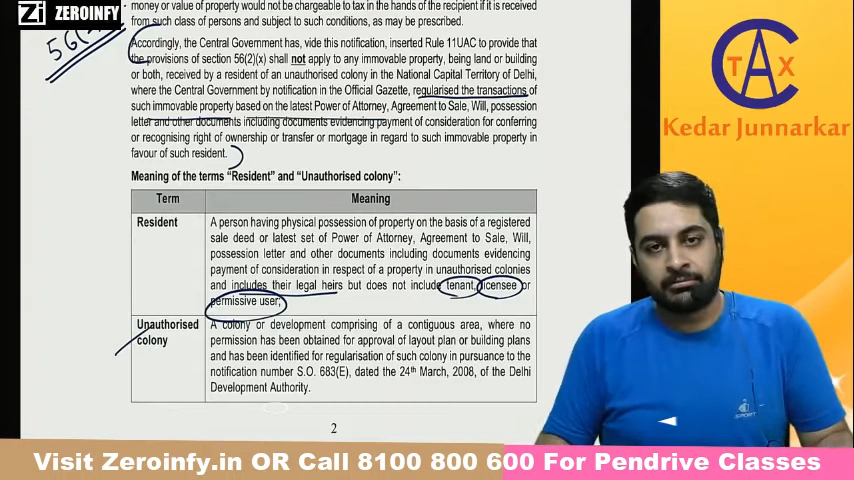 Zi ZEROINFY
money or value of property would not be chargeable to tax in the hands of the recipient if it is received
from such class of persons and subject to such conditions, as may be prescribed.
56(
Accordingly, the Central Government has, vide this notification, inserted Rule 11UAC to provide that
the provisions of section 56(2)(x) shall not apply to any immovable property, being land or building
or both, received by a resident of an unauthorised colony in the National Capital Territory of Delhi,
where the Central Government by notification in the Official Gazette, regularised the transactions of
such immovable property based on the latest Power of Attorney, Agreement to Sale, Will, possession
letter and other documents including documents evidencing payment of consideration for conferring
or recognising right of ownership or transfer or mortgage in regard to such immovable property in
favour of such resident.
Meaning of the terms “Resident” and “Unauthorised colony”:
Term Meaning
Resident A person having physical possession of property on the basis of a registered
sale deed or latest set of Power of Attorney, Agreement to Sale, Will,
possession letter and other documents including documents evidencing
payment of consideration in respect of a property in unauthorised colonies
and includes their legal heirs but does not include tenant, licensee or
permissive user;
Unauthorised colony A colony or development comprising of a contiguous area, where no
permission has been obtained for approval of layout plan or building plans
and has been identified for regularisation of such colony in pursuance to the
notification number S.O. 683(E), dated the 24th March, 2008, of the Delhi
Development Authority.
2
CA TAX
Kedar Junnarkar
Visit Zeroinfy.in OR Call 8100 800 600 For Pendrive Classes